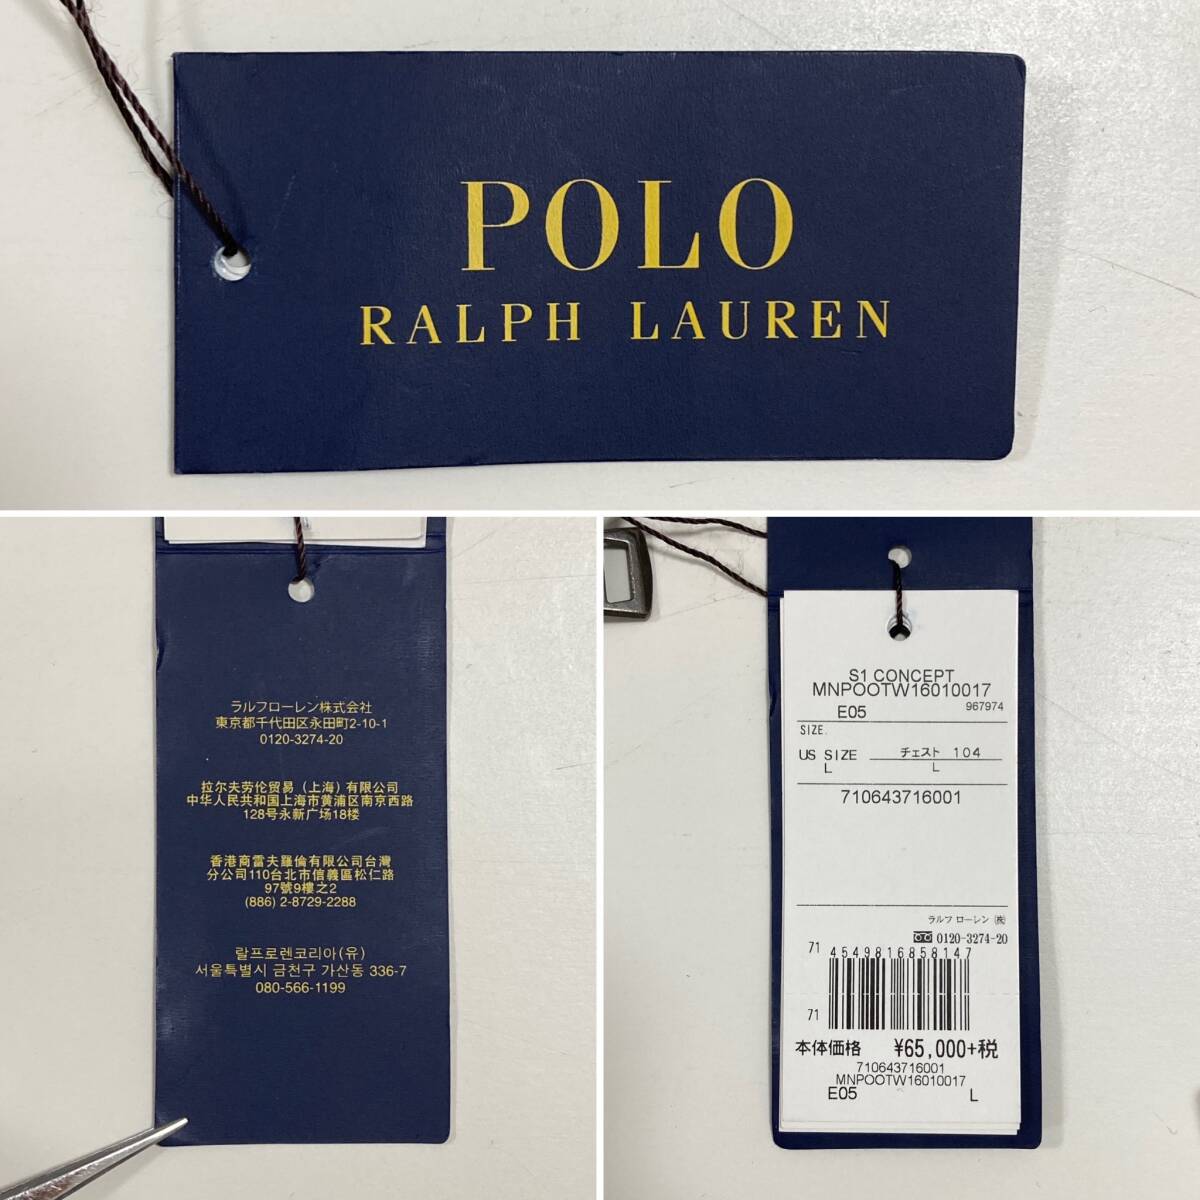 POLO
RALPH LAUREN
ラルフローレン株式会社
東京都千代田区永田町2-10-1
0120-3274-20
拉尔夫劳伦贸易（上海）有限公司
中华人民共和国上海市黄浦区南京西路
128号永新广场18楼
香港商雷夫羅倫有限公司台灣
分公司110台北市信義區松仁路
97號9樓之2
(886) 2-8729-2288
랄프로렌코리아(유)
서울특별시 금천구 가산동 336-7
080-566-1199
S1 CONCEPT
MNPOOTW16010017
967974
E05
SIZE.
US SIZE チェスト 104
L L
710643716001
ラルフ ローレン ㈱
0120-3274-20
71
4549816858147
71
本体価格 ¥65,000+税
710643716001
MNPOOTW16010017
E05 L